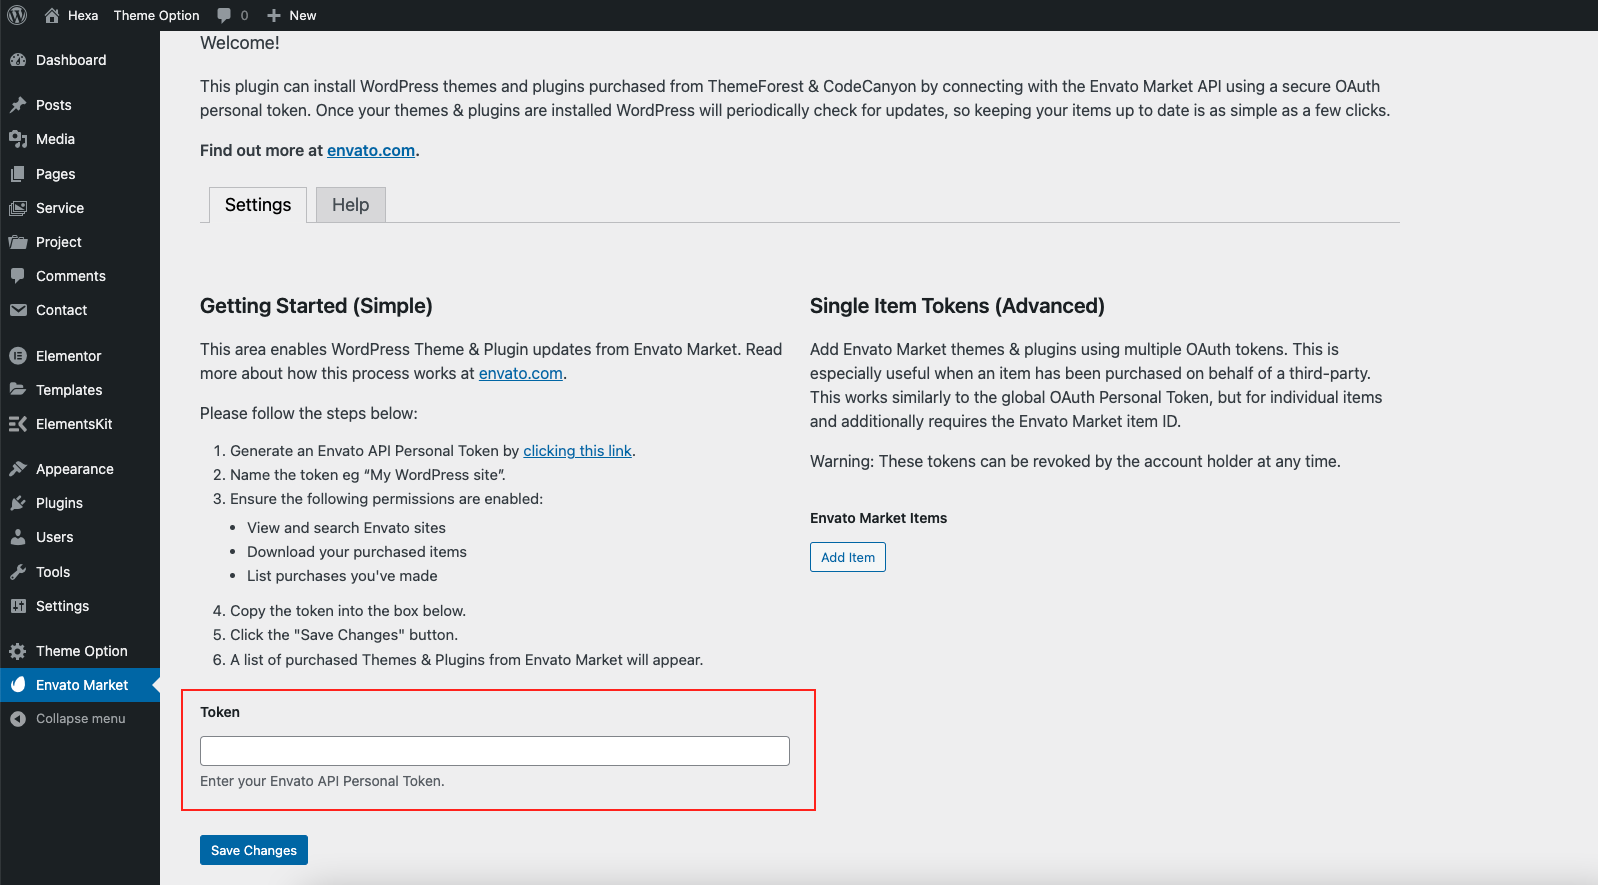 Hexa
Theme Option
0
New
Dashboard
Posts
Media
Pages
Service
Project
Comments
Contact
Elementor
Templates
ElementsKit
Appearance
Plugins
Users
Tools
Settings
Theme Option
Envato Market
Collapse menu
Welcome!
This plugin can install WordPress themes and plugins purchased from ThemeForest & CodeCanyon by connecting with the Envato Market API using a secure OAuth
personal token. Once your themes & plugins are installed WordPress will periodically check for updates, so keeping your items up to date is as simple as a few clicks.
Find out more at envato.com.
Settings
Help
Getting Started (Simple)
This area enables WordPress Theme & Plugin updates from Envato Market. Read
more about how this process works at envato.com.
Please follow the steps below:
1. Generate an Envato API Personal Token by clicking this link.
2. Name the token eg “My WordPress site”.
3. Ensure the following permissions are enabled:
• View and search Envato sites
• Download your purchased items
• List purchases you've made
4. Copy the token into the box below.
5. Click the "Save Changes" button.
6. A list of purchased Themes & Plugins from Envato Market will appear.
Token
Enter your Envato API Personal Token.
Save Changes
Single Item Tokens (Advanced)
Add Envato Market themes & plugins using multiple OAuth tokens. This is
especially useful when an item has been purchased on behalf of a third-party.
This works similarly to the global OAuth Personal Token, but for individual items
and additionally requires the Envato Market item ID.
Warning: These tokens can be revoked by the account holder at any time.
Envato Market Items
Add Item